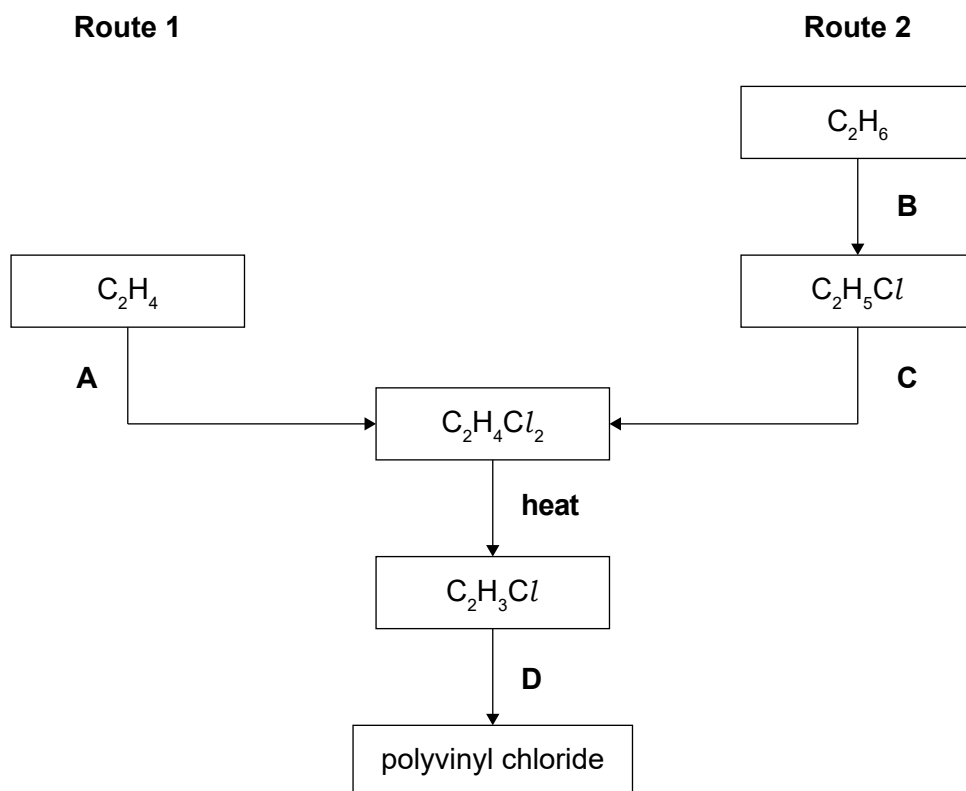 Route 1
Route 2
C₂H₆
B
C₂H₄
C₂H₅Cl
A
C
C₂H₄Cl₂
heat
C₂H₃Cl
D
polyvinyl chloride